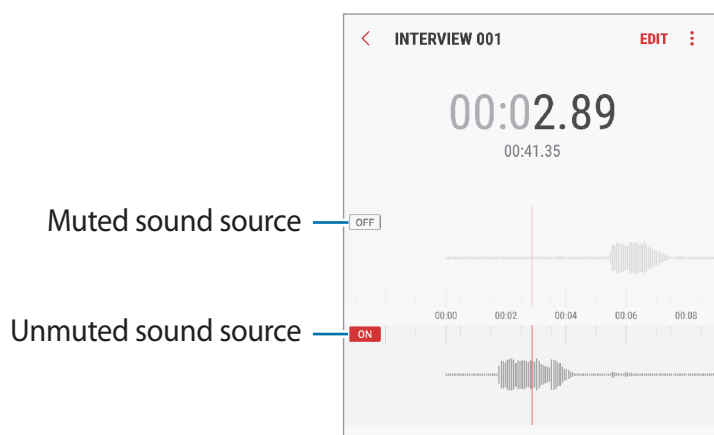 INTERVIEW 001 EDIT
00:02.89
00:41.35
Muted sound source OFF
00:00 00:02 00:04 00:06 00:08
Unmuted sound source ON